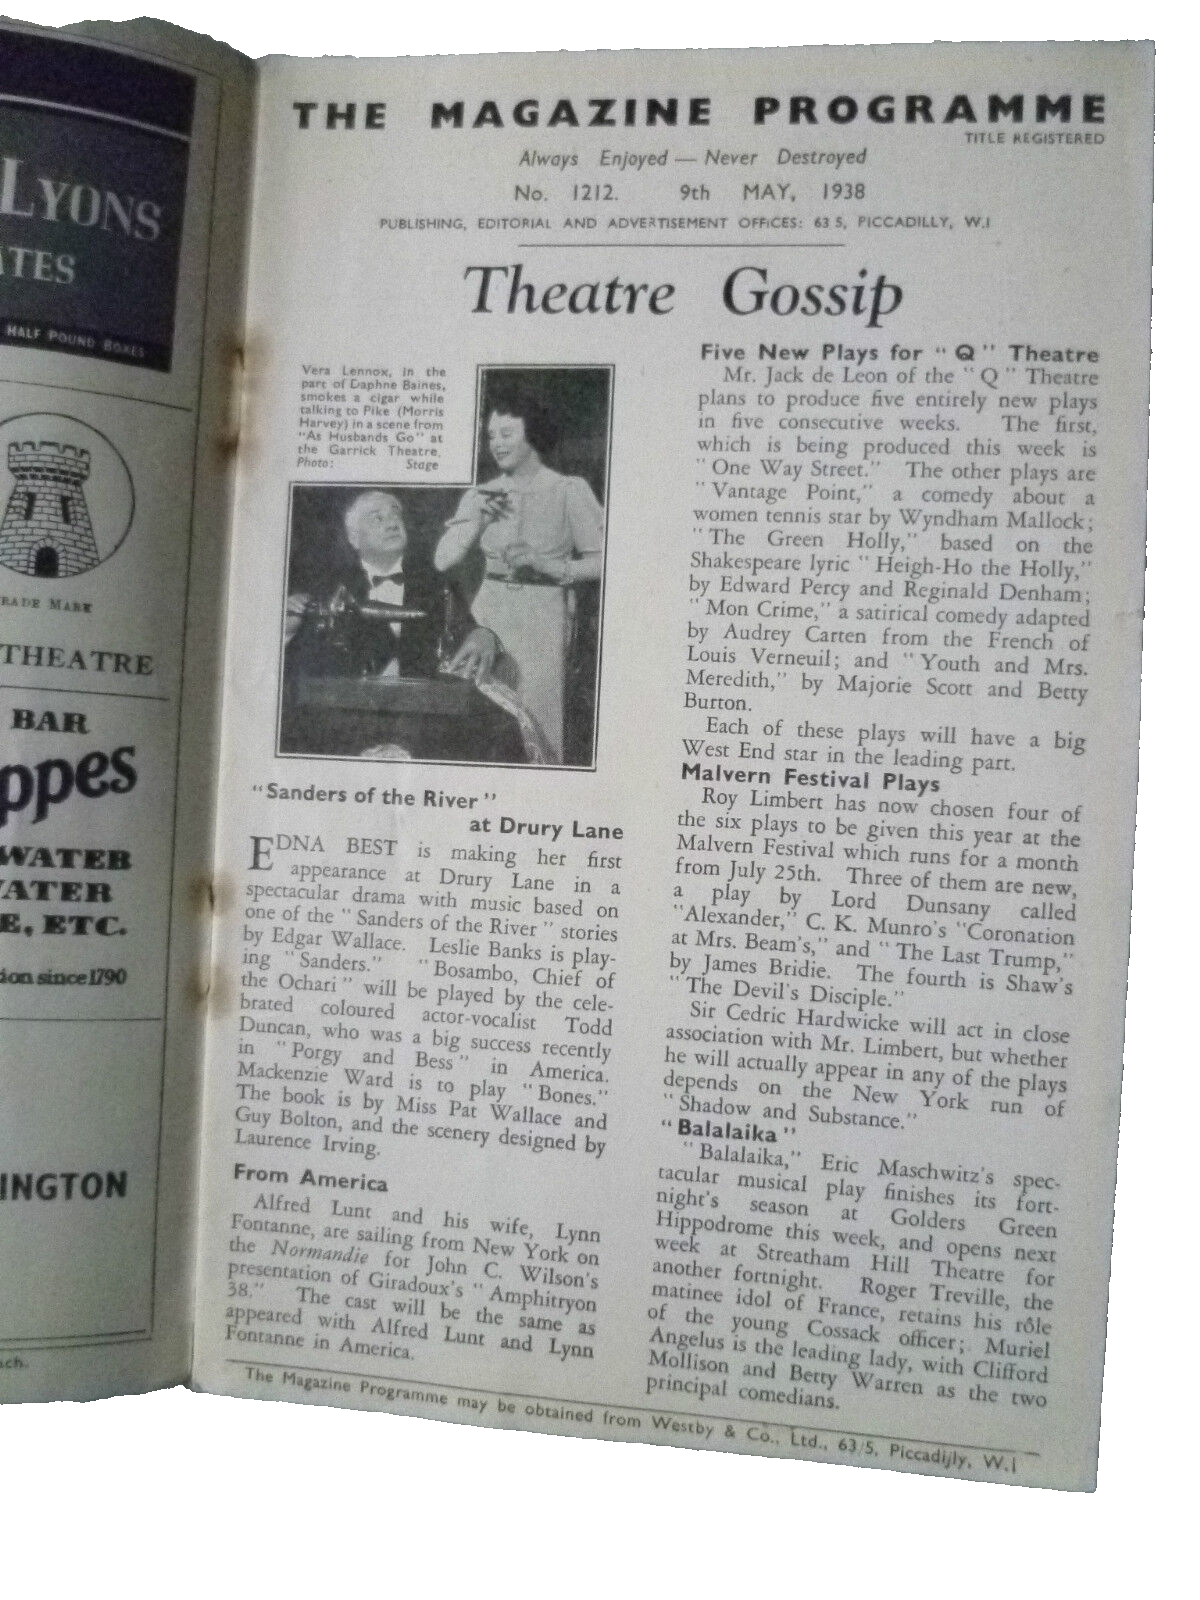 LYONS
ATES
HALF POUND BOXES
TRADE MARK
THEATRE
BAR
ppes
WATER
WATER
E, ETC.
tion since 1790
INGTON
ach.
THE MAGAZINE PROGRAMME
TITLE REGISTERED
Always Enjoyed — Never Destroyed
No. 1212. 9th MAY, 1938
PUBLISHING, EDITORIAL AND ADVERTISEMENT OFFICES: 63 5, PICCADILLY, W.I
Theatre Gossip
Vera Lennox, in the
part of Daphne Baines,
smokes a cigar while
talking to Pike (Morris
Harvey) in a scene from
"As Husbands Go" at
the Garrick Theatre.
Photo: Stage
"Sanders of the River"
at Drury Lane
EDNA BEST is making her first
appearance at Drury Lane in a
spectacular drama with music based on
one of the "Sanders of the River" stories
by Edgar Wallace. Leslie Banks is play-
ing "Sanders." "Bosambo, Chief of
the Ochari" will be played by the cele-
brated coloured actor-vocalist Todd
Duncan, who was a big success recently
in "Porgy and Bess" in America.
Mackenzie Ward is to play "Bones."
The book is by Miss Pat Wallace and
Guy Bolton, and the scenery designed by
Laurence Irving.
From America
Alfred Lunt and his wife, Lynn
Fontanne, are sailing from New York on
the Normandie for John C. Wilson's
presentation of Giradoux's "Amphitryon
38." The cast will be the same as
appeared with Alfred Lunt and Lynn
Fontanne in America.
Five New Plays for "Q" Theatre
Mr. Jack de Leon of the "Q" Theatre
plans to produce five entirely new plays
in five consecutive weeks. The first,
which is being produced this week is
"One Way Street." The other plays are
"Vantage Point," a comedy about a
women tennis star by Wyndham Mallock;
"The Green Holly," based on the
Shakespeare lyric "Heigh-Ho the Holly,"
by Edward Percy and Reginald Denham;
"Mon Crime," a satirical comedy adapted
by Audrey Carten from the French of
Louis Verneuil; and "Youth and Mrs.
Meredith," by Majorie Scott and Betty
Burton.
Each of these plays will have a big
West End star in the leading part.
Malvern Festival Plays
Roy Limbert has now chosen four of
the six plays to be given this year at the
Malvern Festival which runs for a month
from July 25th. Three of them are new,
a play by Lord Dunsany called
"Alexander," C. K. Munro's "Coronation
at Mrs. Beam's," and "The Last Trump,"
by James Bridie. The fourth is Shaw's
"The Devil's Disciple."
Sir Cedric Hardwicke will act in close
association with Mr. Limbert, but whether
he will actually appear in any of the plays
depends on the New York run of
"Shadow and Substance."
"Balalaika"
"Balalaika," Eric Maschwitz's spec-
tacular musical play finishes its fort-
night's season at Golders Green
Hippodrome this week, and opens next
week at Streatham Hill Theatre for
another fortnight. Roger Treville, the
matinee idol of France, retains his rôle
of the young Cossack officer; Muriel
Angelus is the leading lady, with Clifford
Mollison and Betty Warren as the two
principal comedians.
The Magazine Programme may be obtained from Westby & Co., Ltd., 63/5, Piccadilly, W.I